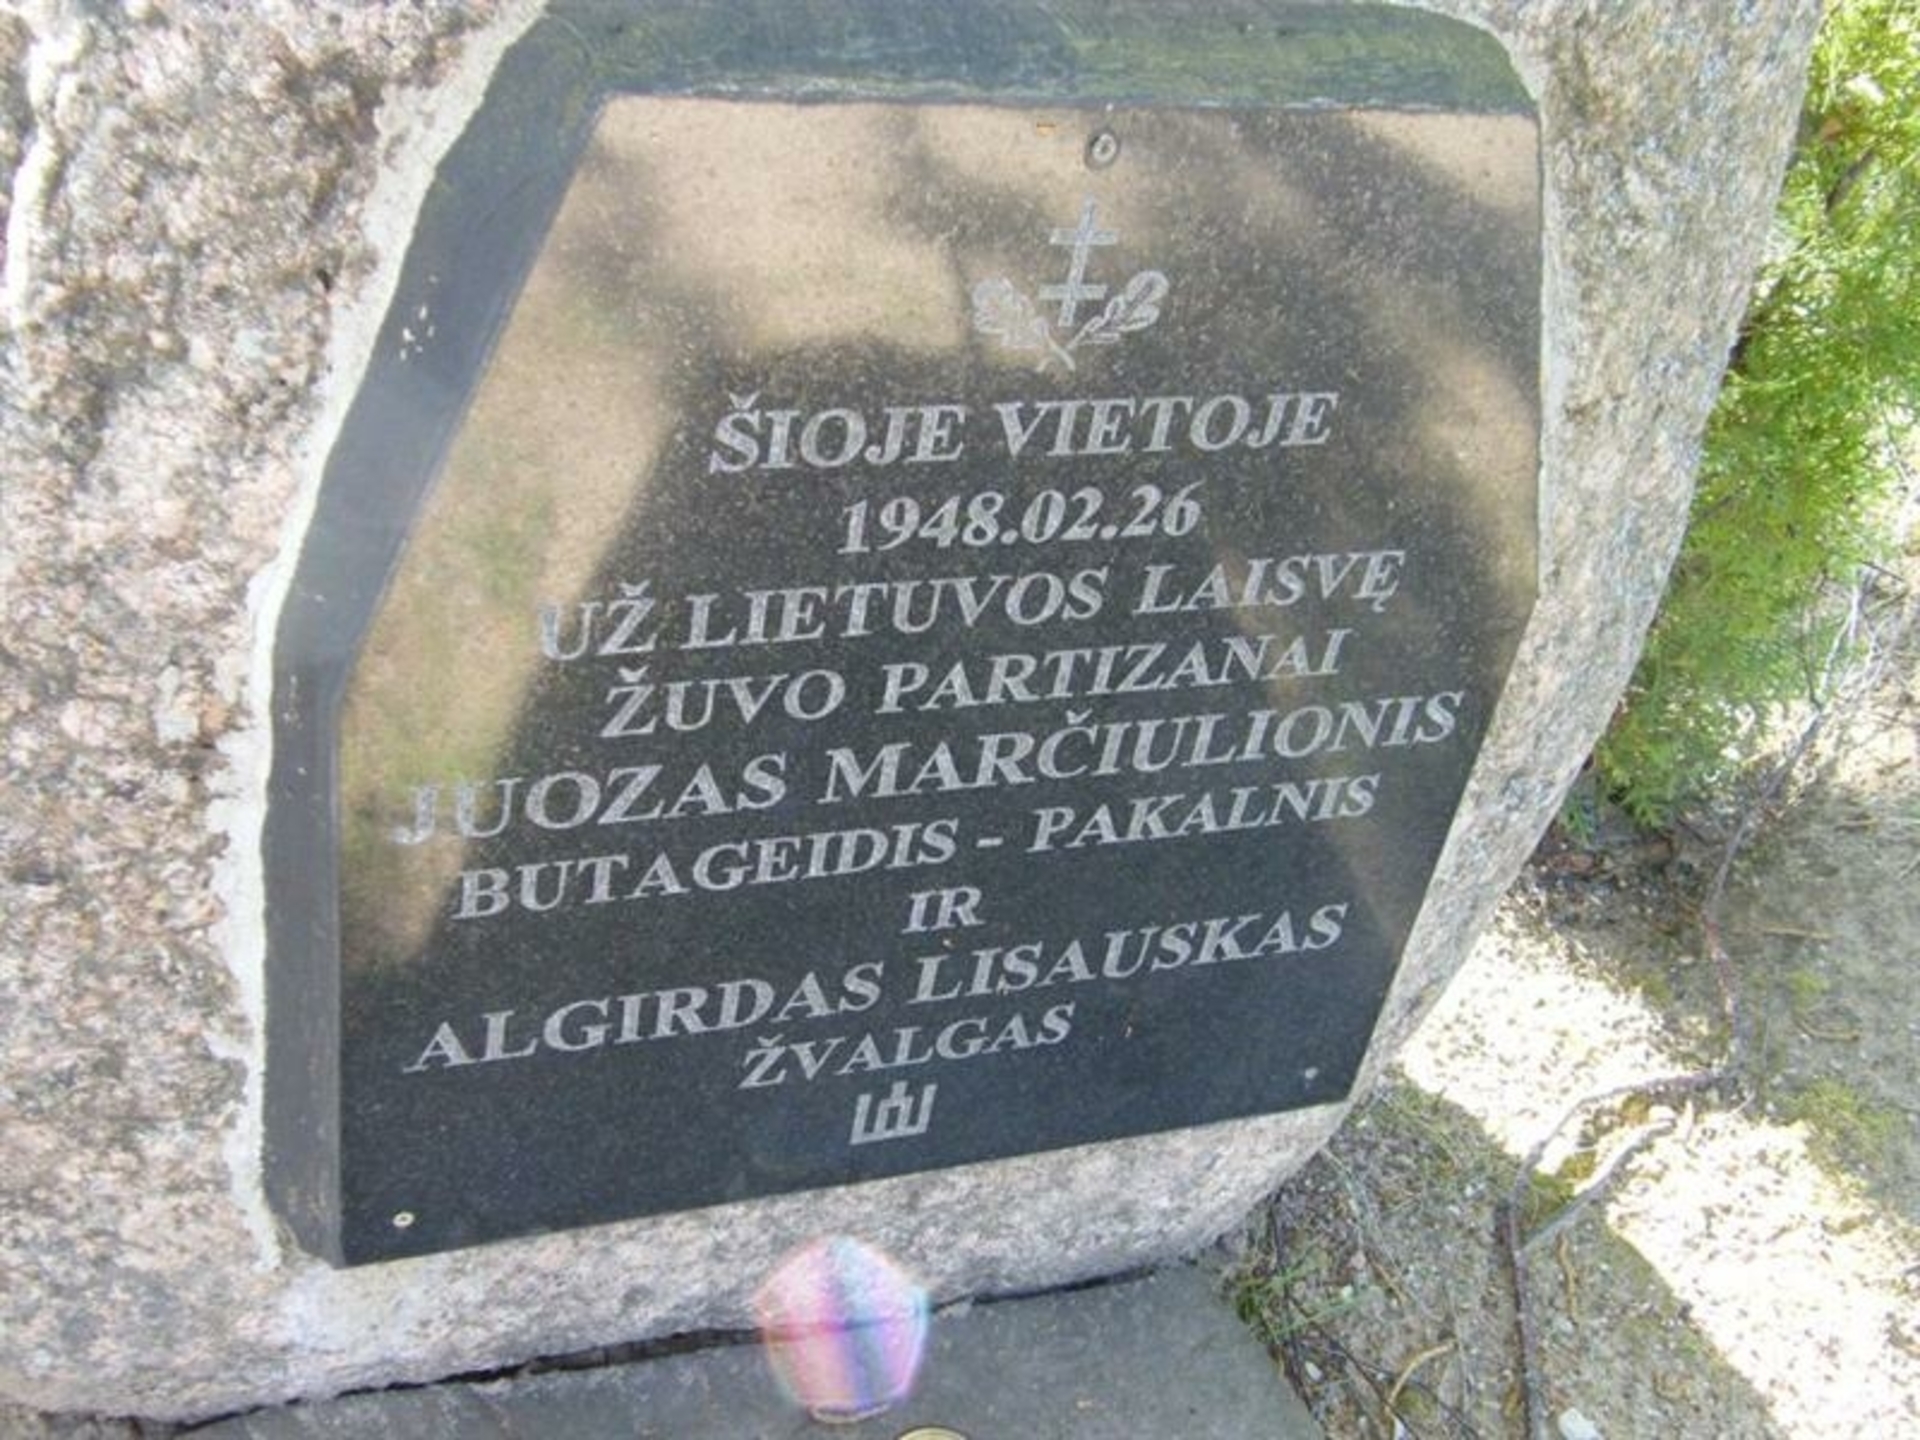 ŠIOJE VIETOJE
1948.02.26
UŽ LIETUVOS LAISVĘ
ŽUVO PARTIZANAI
JUOZAS MARČIULIONIS
BUTAGEIDIS - PAKALNIS
IR
ALGIRDAS LISAUSKAS
ŽVALGAS